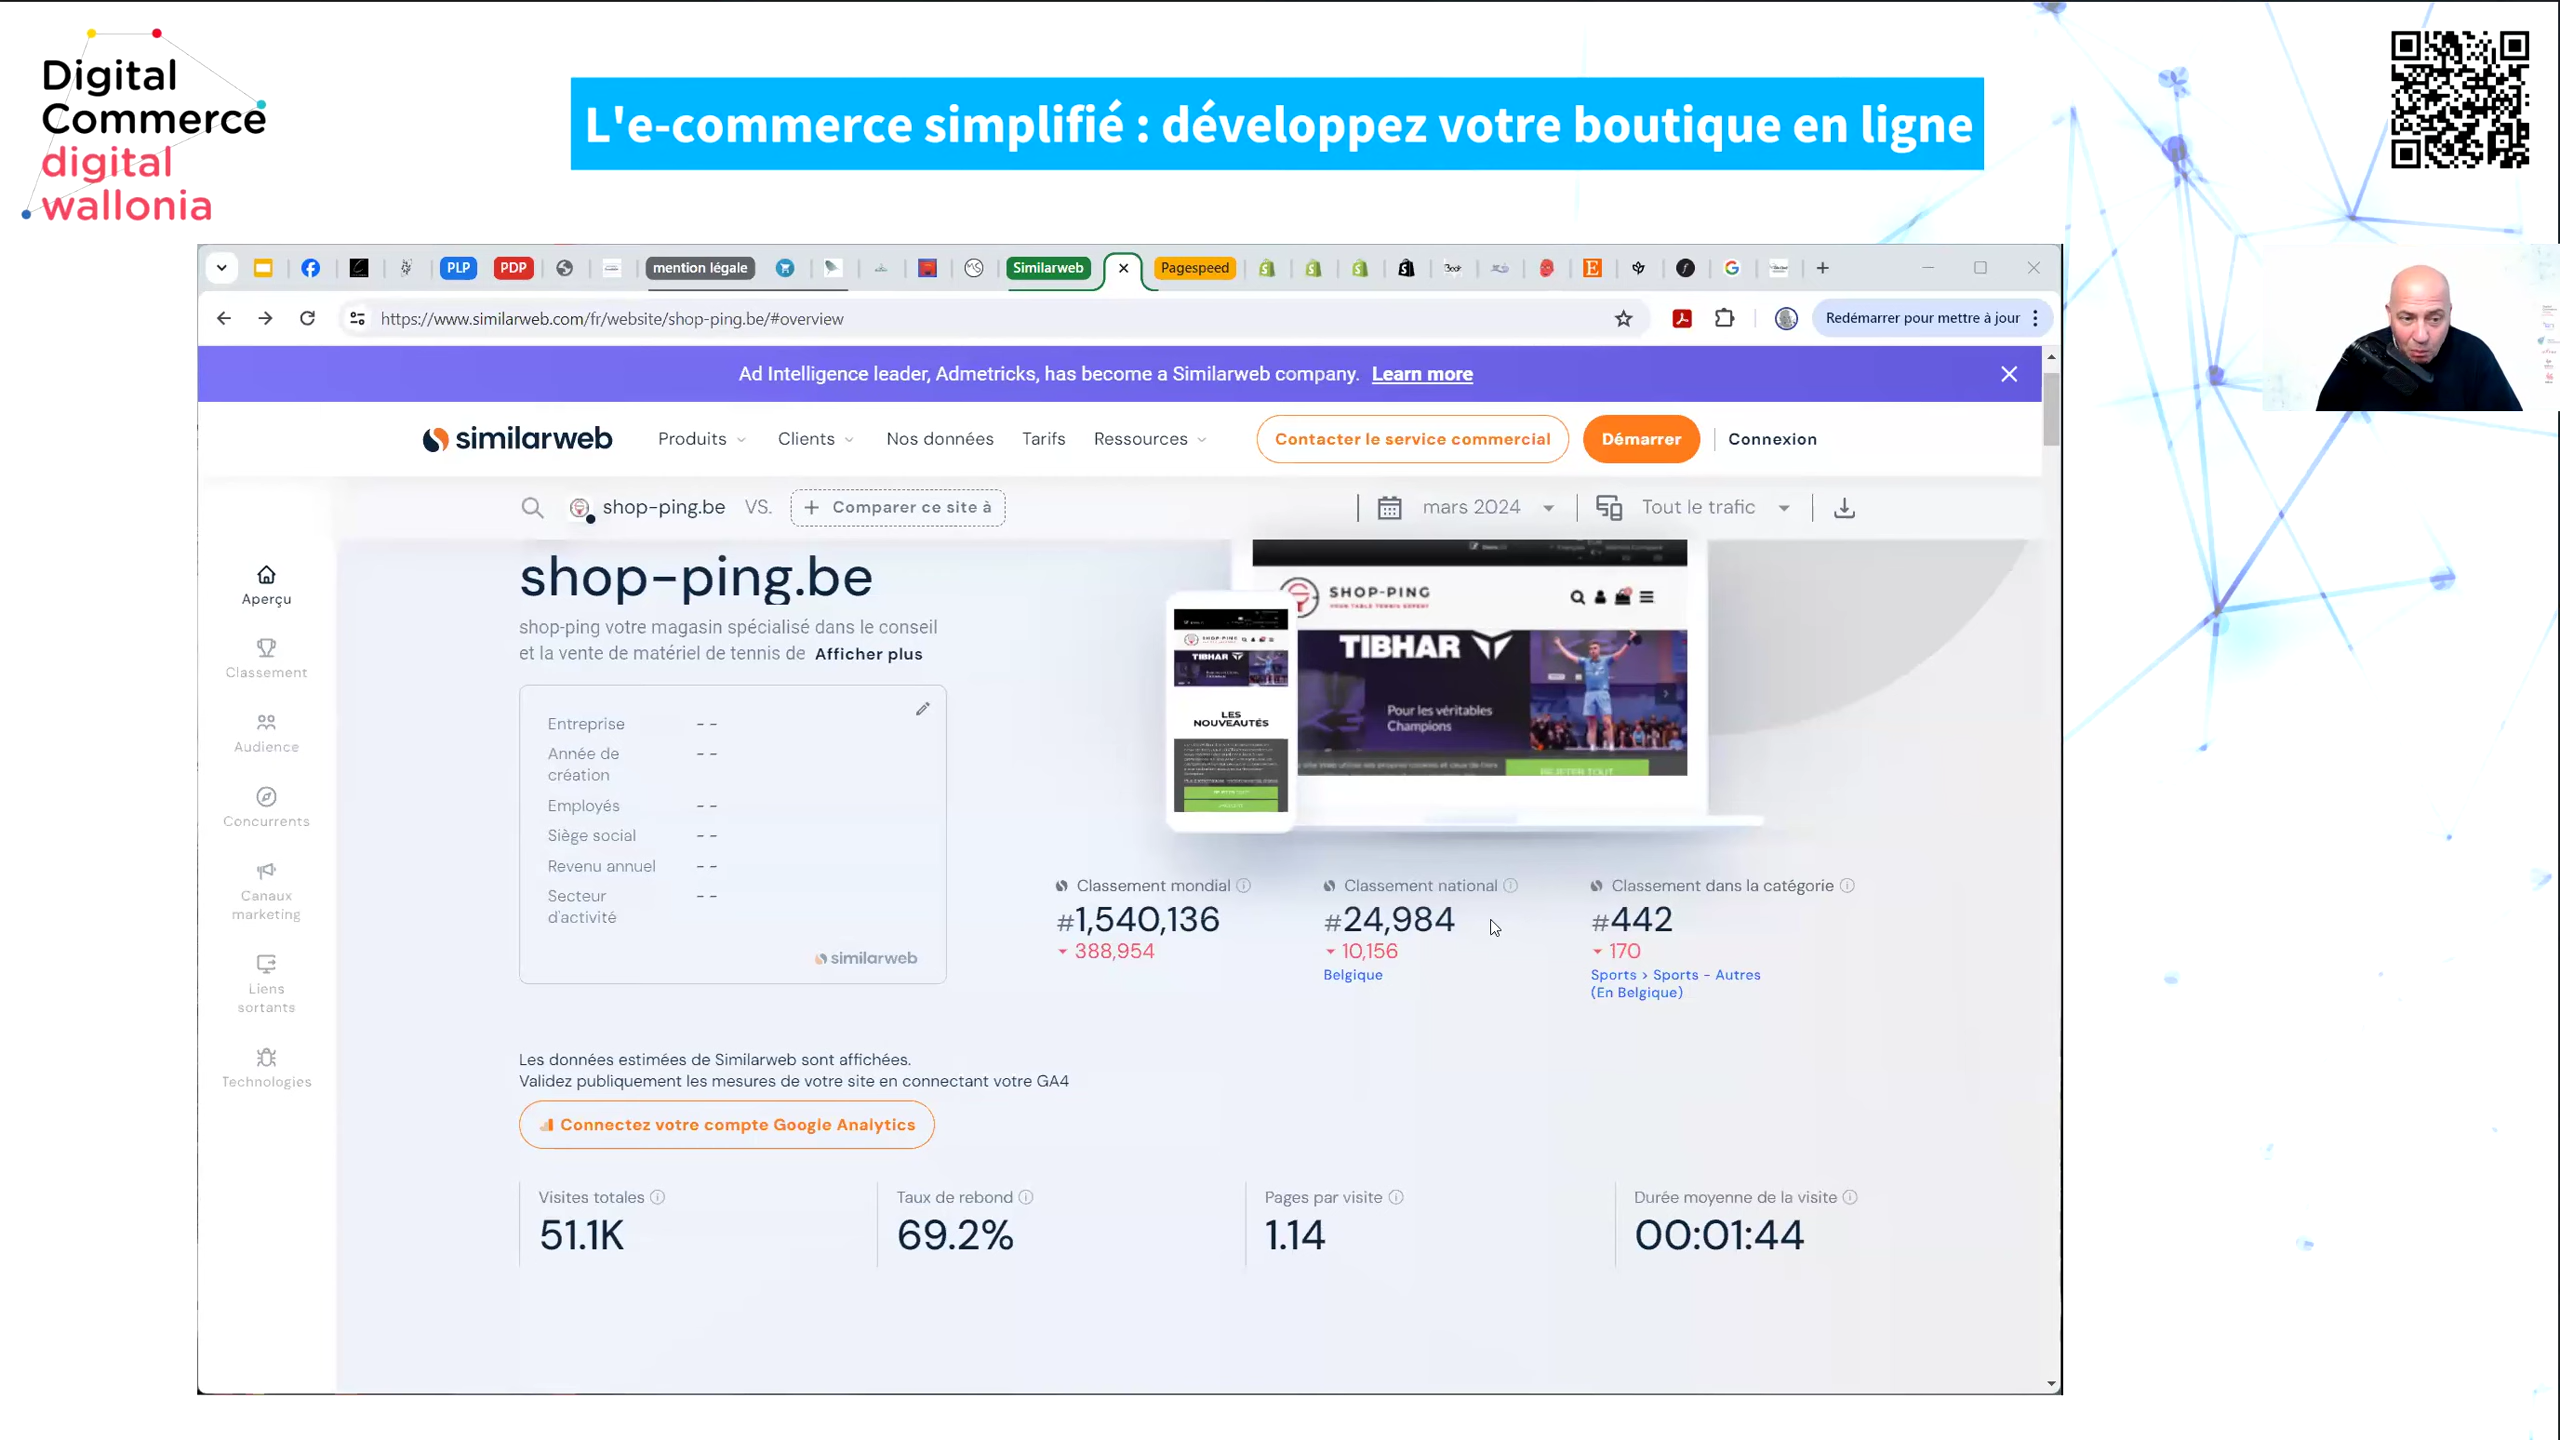 Digital
Commerce
digital
wallonia
L'e-commerce simplifié : développez votre boutique en ligne
PLP
PDP
mention légale
Similarweb
Pagespeed
https://www.similarweb.com/fr/website/shop-ping.be/#overview
Redémarrer pour mettre à jour
Ad Intelligence leader, Admetricks, has become a Similarweb company. Learn more
similarweb
Produits
Clients
Nos données
Tarifs
Ressources
Contacter le service commercial
Démarrer
Connexion
shop-ping.be
VS.
+ Comparer ce site à
mars 2024
Tout le trafic
Aperçu
Classement
Audience
Concurrents
Canaux
marketing
Liens
sortants
Technologies
shop-ping.be
shop-ping votre magasin spécialisé dans le conseil
et la vente de matériel de tennis de Afficher plus
Entreprise - -
Année de - -
création
Employés - -
Siège social - -
Revenu annuel - -
Secteur - -
d'activité
similarweb
SHOP-PING
YOUR TABLE TENNIS EXPERT
TIBHAR
Pour les véritables
Champions
TIBHAR
LES
NOUVEAUTÉS
Classement mondial
#1,540,136
388,954
Classement national
#24,984
10,156
Belgique
Classement dans la catégorie
#442
170
Sports > Sports - Autres
(En Belgique)
Les données estimées de Similarweb sont affichées.
Validez publiquement les mesures de votre site en connectant votre GA4
Connectez votre compte Google Analytics
Visites totales
51.1K
Taux de rebond
69.2%
Pages par visite
1.14
Durée moyenne de la visite
00:01:44